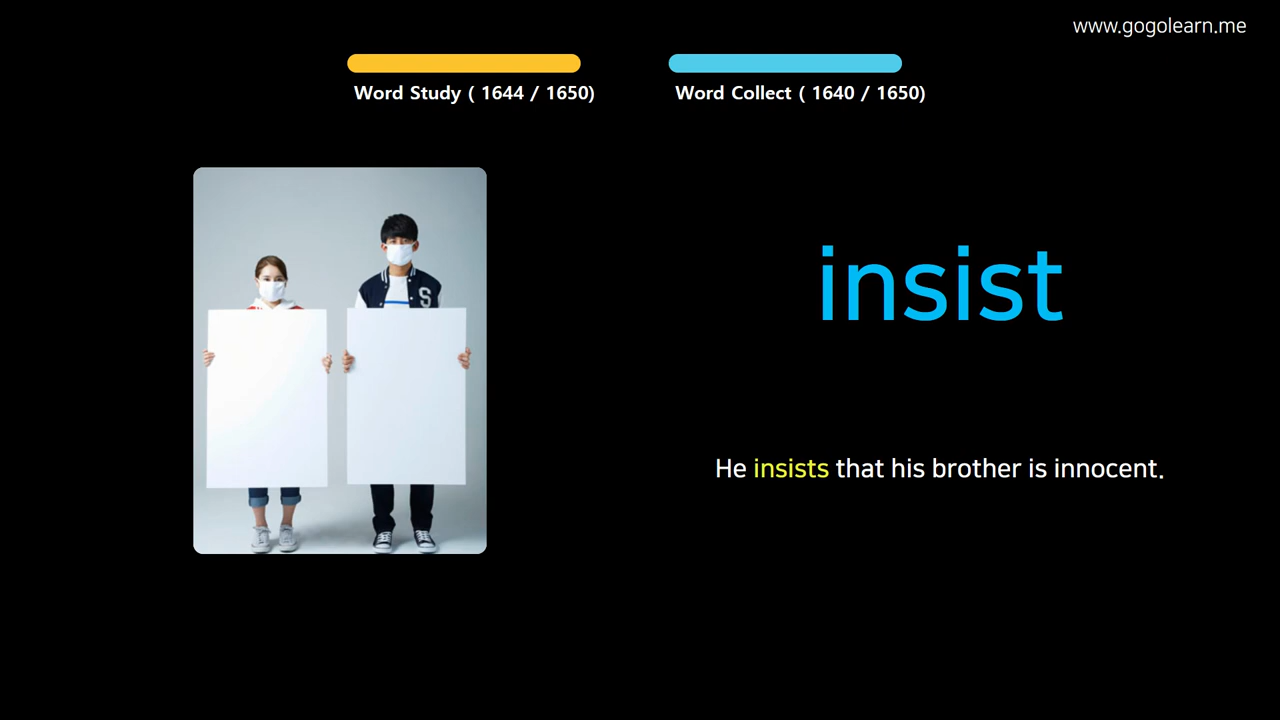 www.gogolearn.me
Word Study ( 1644 / 1650)
Word Collect ( 1640 / 1650)
S
insist
He insists that his brother is innocent.